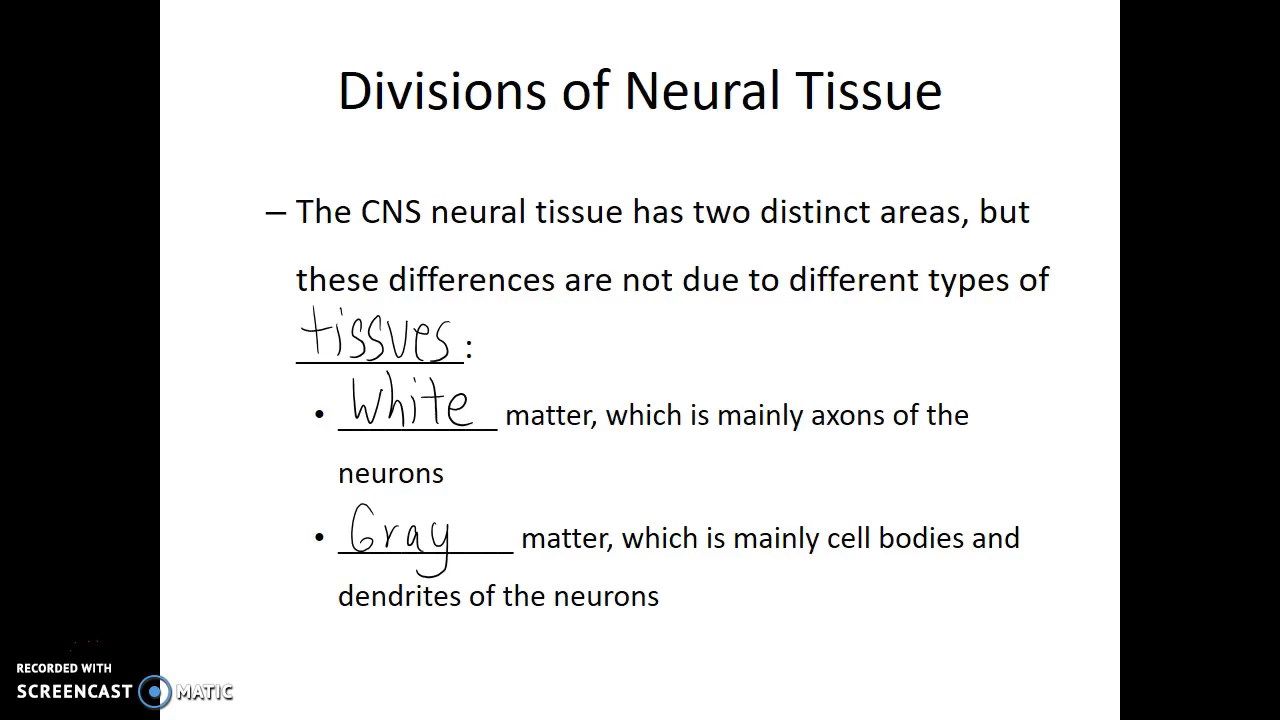 Divisions of Neural Tissue
– The CNS neural tissue has two distinct areas, but
these differences are not due to different types of
tissues:
• White matter, which is mainly axons of the
neurons
• Gray matter, which is mainly cell bodies and
dendrites of the neurons
RECORDED WITH
SCREENCAST MATIC